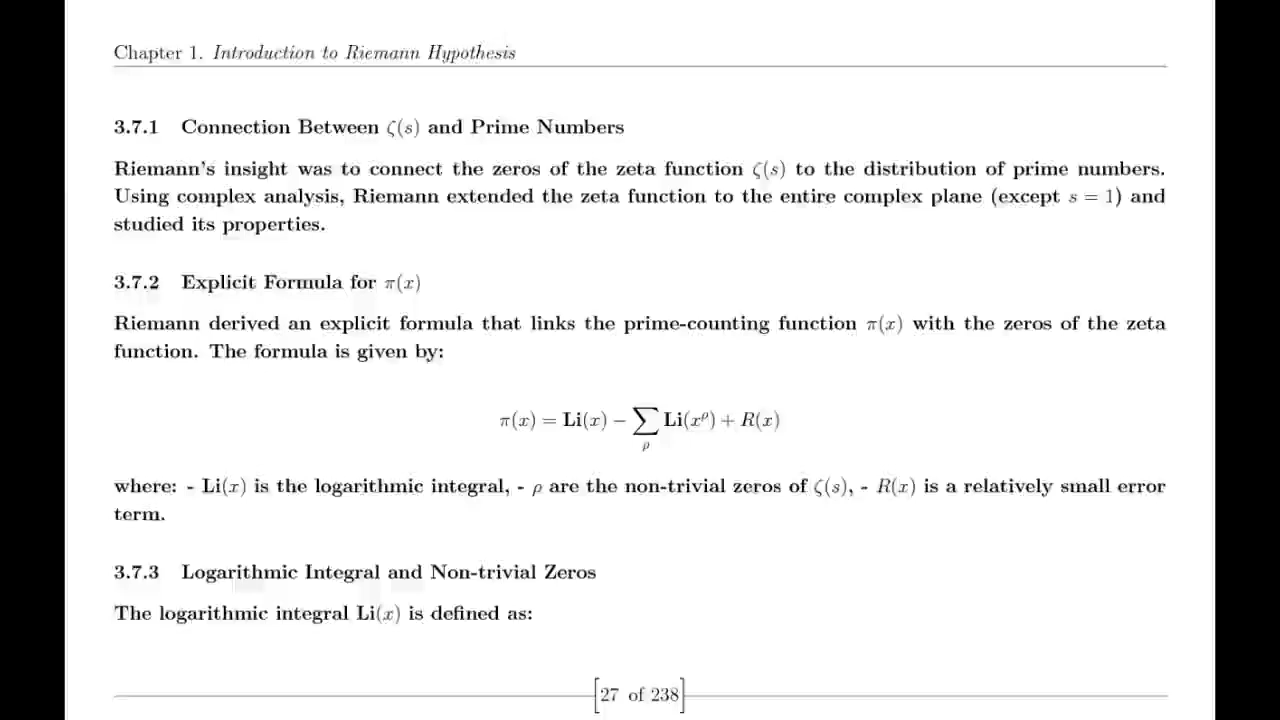 Chapter 1. Introduction to Riemann Hypothesis
3.7.1 Connection Between ζ(s) and Prime Numbers
Riemann's insight was to connect the zeros of the zeta function ζ(s) to the distribution of prime numbers.
Using complex analysis, Riemann extended the zeta function to the entire complex plane (except s = 1) and
studied its properties.
3.7.2 Explicit Formula for π(x)
Riemann derived an explicit formula that links the prime-counting function π(x) with the zeros of the zeta
function. The formula is given by:
π(x) = Li(x) − ∑ρ Li(x^ρ) + R(x)
where: - Li(x) is the logarithmic integral, - ρ are the non-trivial zeros of ζ(s), - R(x) is a relatively small error
term.
3.7.3 Logarithmic Integral and Non-trivial Zeros
The logarithmic integral Li(x) is defined as:
[27 of 238]